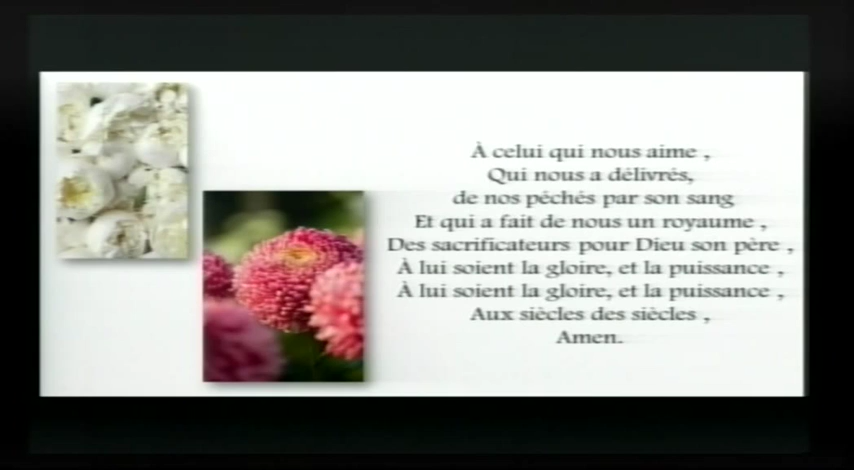 À celui qui nous aime ,
Qui nous a délivrés,
de nos péchés par son sang
Et qui a fait de nous un royaume ,
Des sacrificateurs pour Dieu son père ,
À lui soient la gloire, et la puissance ,
À lui soient la gloire, et la puissance ,
Aux siècles des siècles ,
Amen.